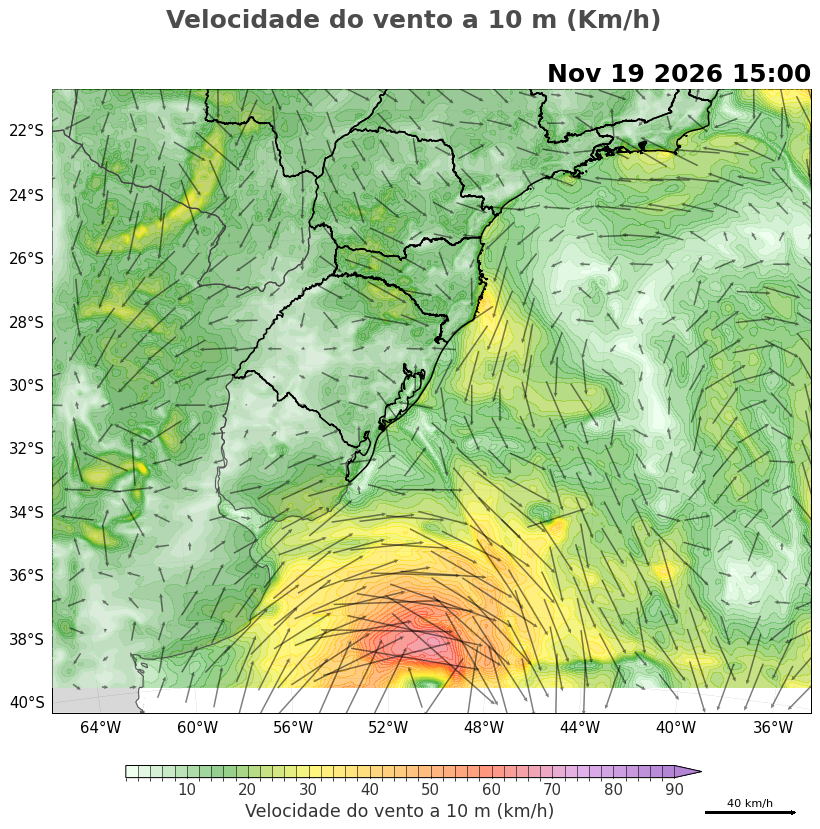 Velocidade do vento a 10 m (Km/h)
Nov 19 2026 15:00
22°S
24°S
26°S
28°S
30°S
32°S
34°S
36°S
38°S
40°S
64°W 60°W 56°W 52°W 48°W 44°W 40°W 36°W
10 20 30 40 50 60 70 80 90
Velocidade do vento a 10 m (km/h)
40 km/h